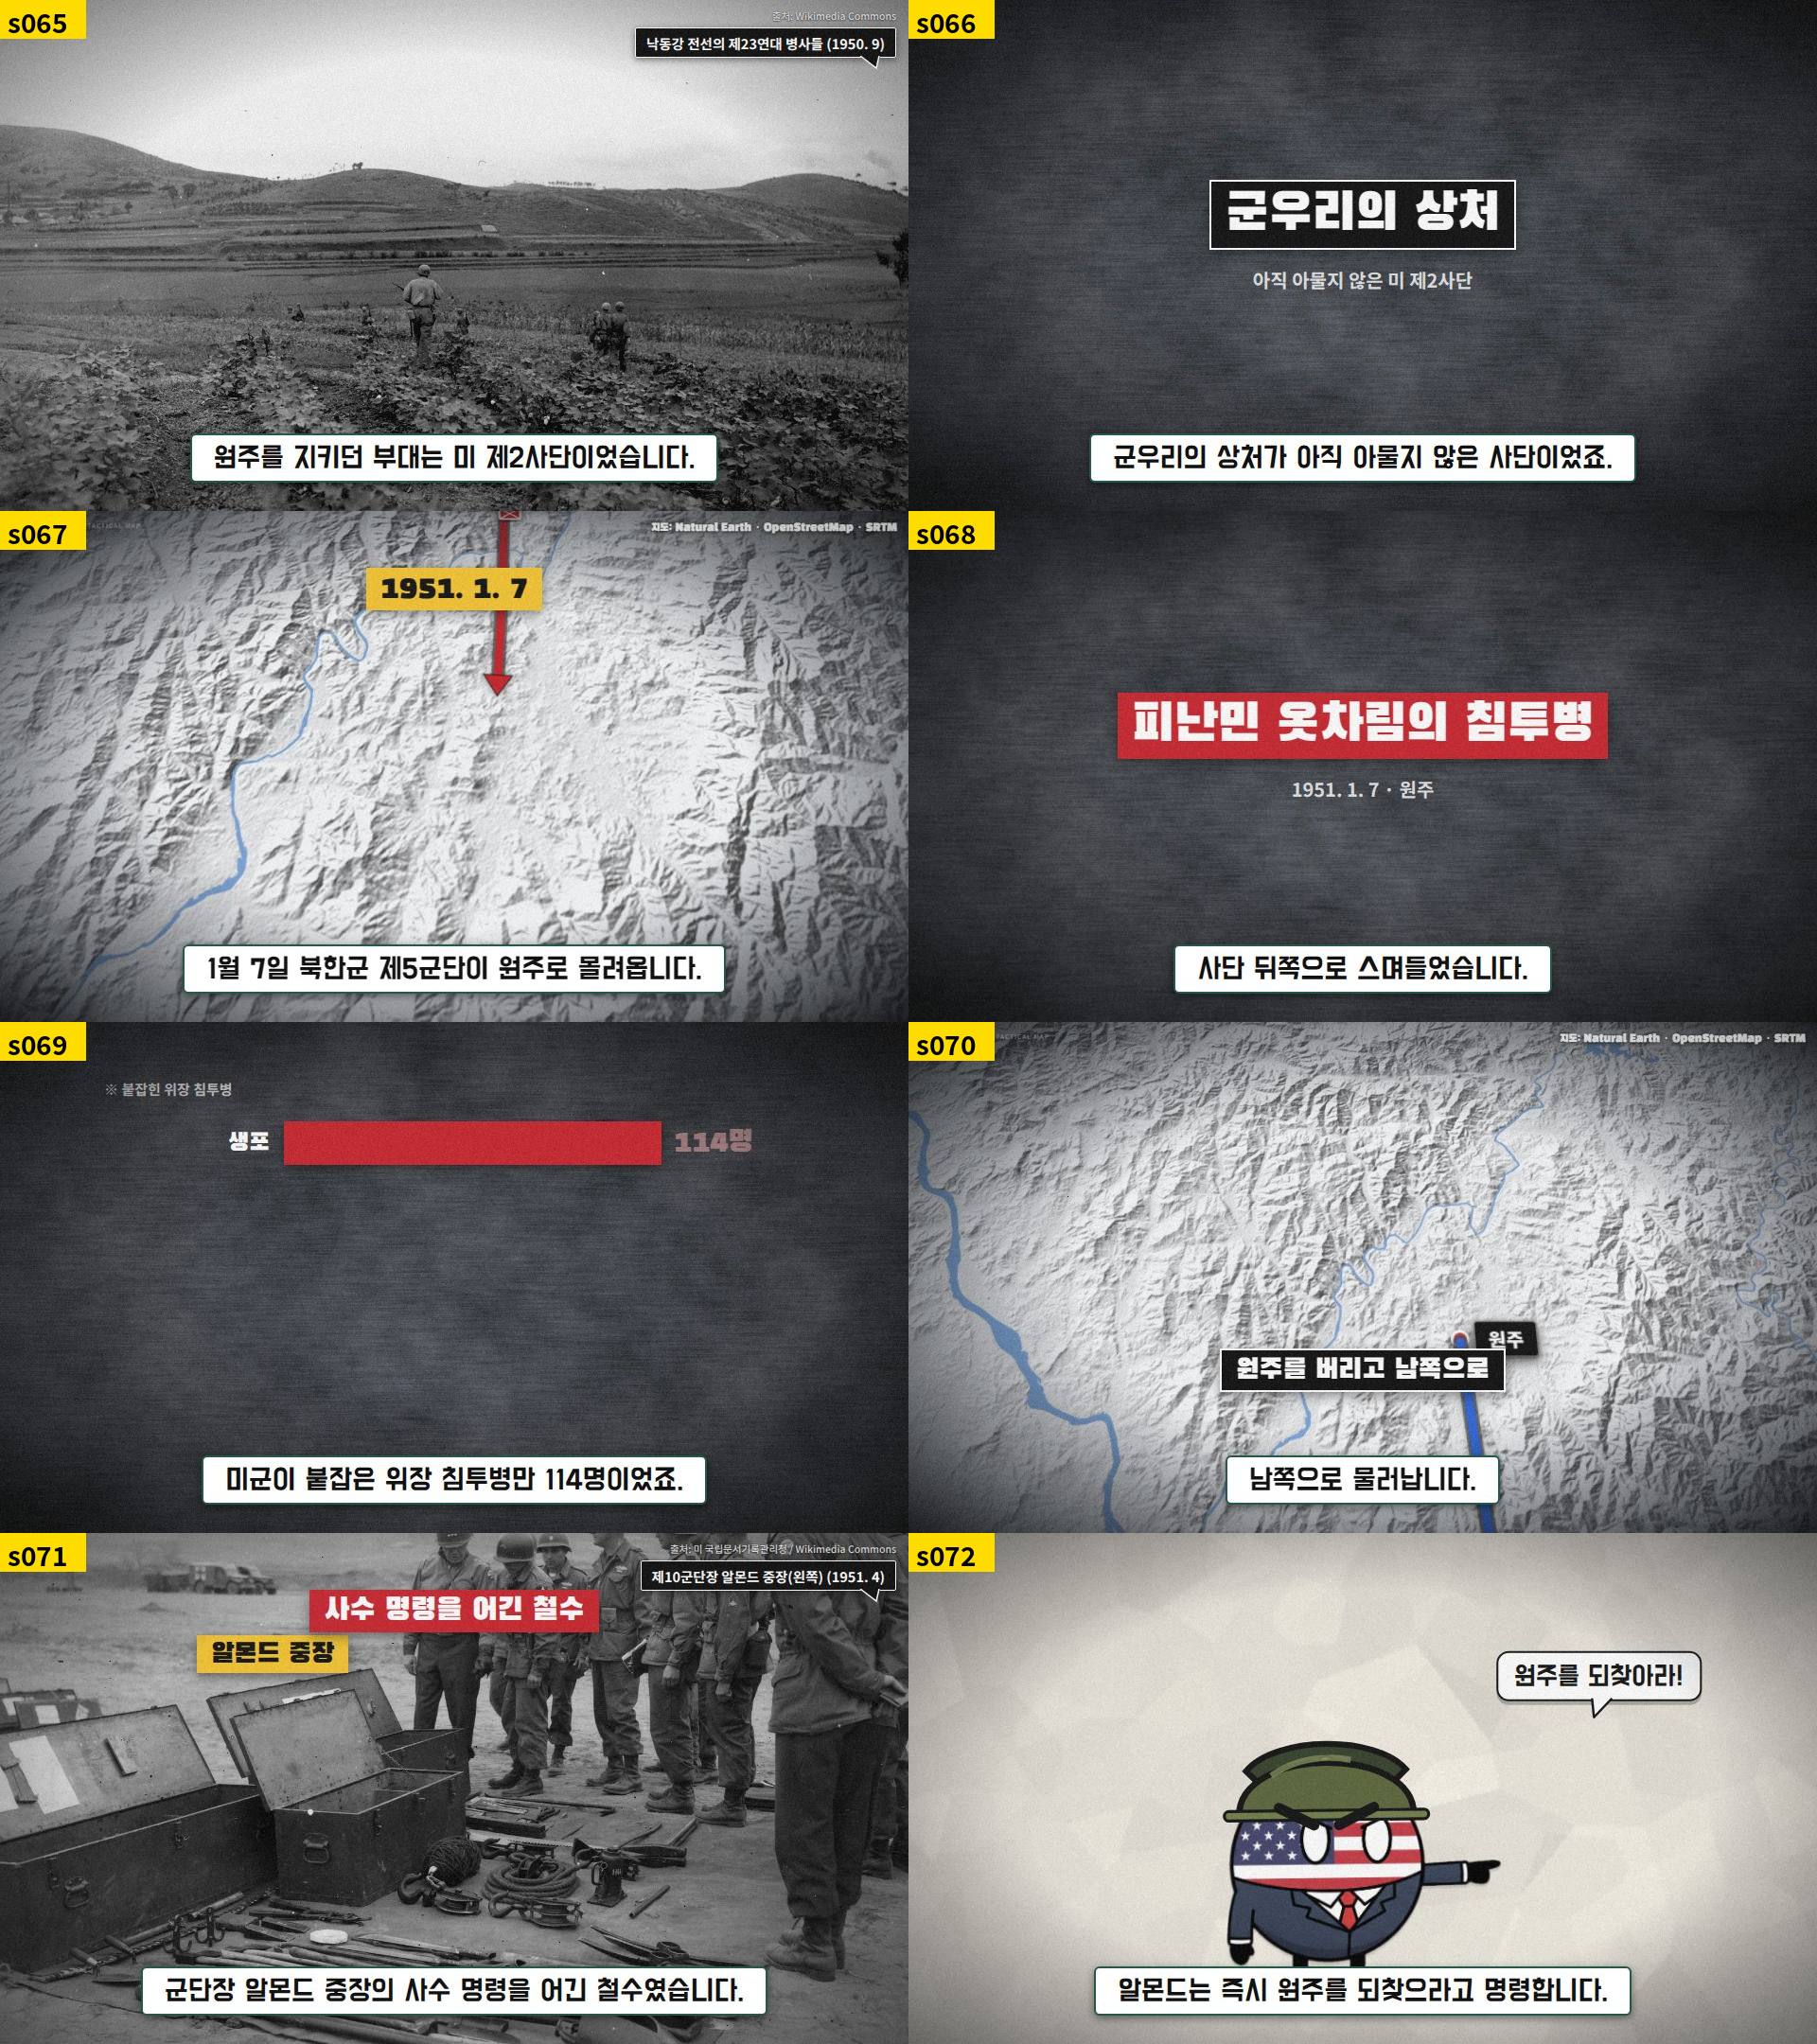 s065
출처: Wikimedia Commons
낙동강 전선의 제23연대 병사들 (1950. 9)
원주를 지키던 부대는 미 제2사단이었습니다.
s066
군우리의 상처
아직 아물지 않은 미 제2사단
군우리의 상처가 아직 아물지 않은 사단이었죠.
s067
TACTICAL MAP
지도: Natural Earth · OpenStreetMap · SRTM
1951. 1. 7
1월 7일 북한군 제5군단이 원주로 몰려옵니다.
s068
피난민 옷차림의 침투병
1951. 1. 7 · 원주
사단 뒤쪽으로 스며들었습니다.
s069
※ 붙잡힌 위장 침투병
생포
114명
미군이 붙잡은 위장 침투병만 114명이었죠.
s070
TACTICAL MAP
지도: Natural Earth · OpenStreetMap · SRTM
원주
원주를 버리고 남쪽으로
남쪽으로 물러납니다.
s071
출처: 미 국립문서기록관리청 / Wikimedia Commons
제10군단장 알몬드 중장(왼쪽) (1951. 4)
사수 명령을 어긴 철수
알몬드 중장
군단장 알몬드 중장의 사수 명령을 어긴 철수였습니다.
s072
원주를 되찾아라!
알몬드는 즉시 원주를 되찾으라고 명령합니다.